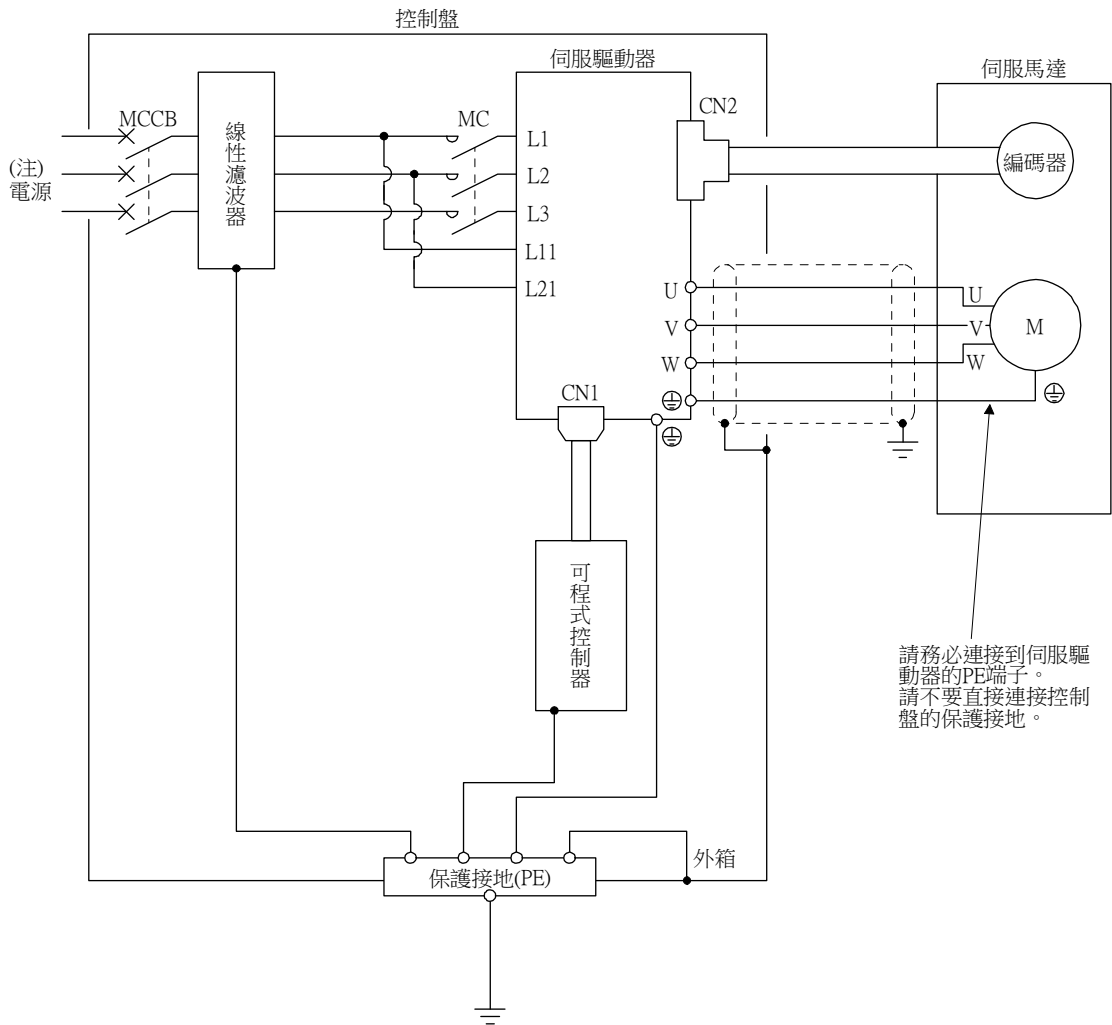 控制盤
伺服驅動器
伺服馬達
CN2
MCCB
MC
線性濾波器
L1
(注)
電源
L2
編碼器
L3
L11
L21
U
U
V
V
M
W
W
CN1
可程式控制器
請務必連接到伺服驅
動器的PE端子。
請不要直接連接控制
盤的保護接地。
外箱
保護接地(PE)